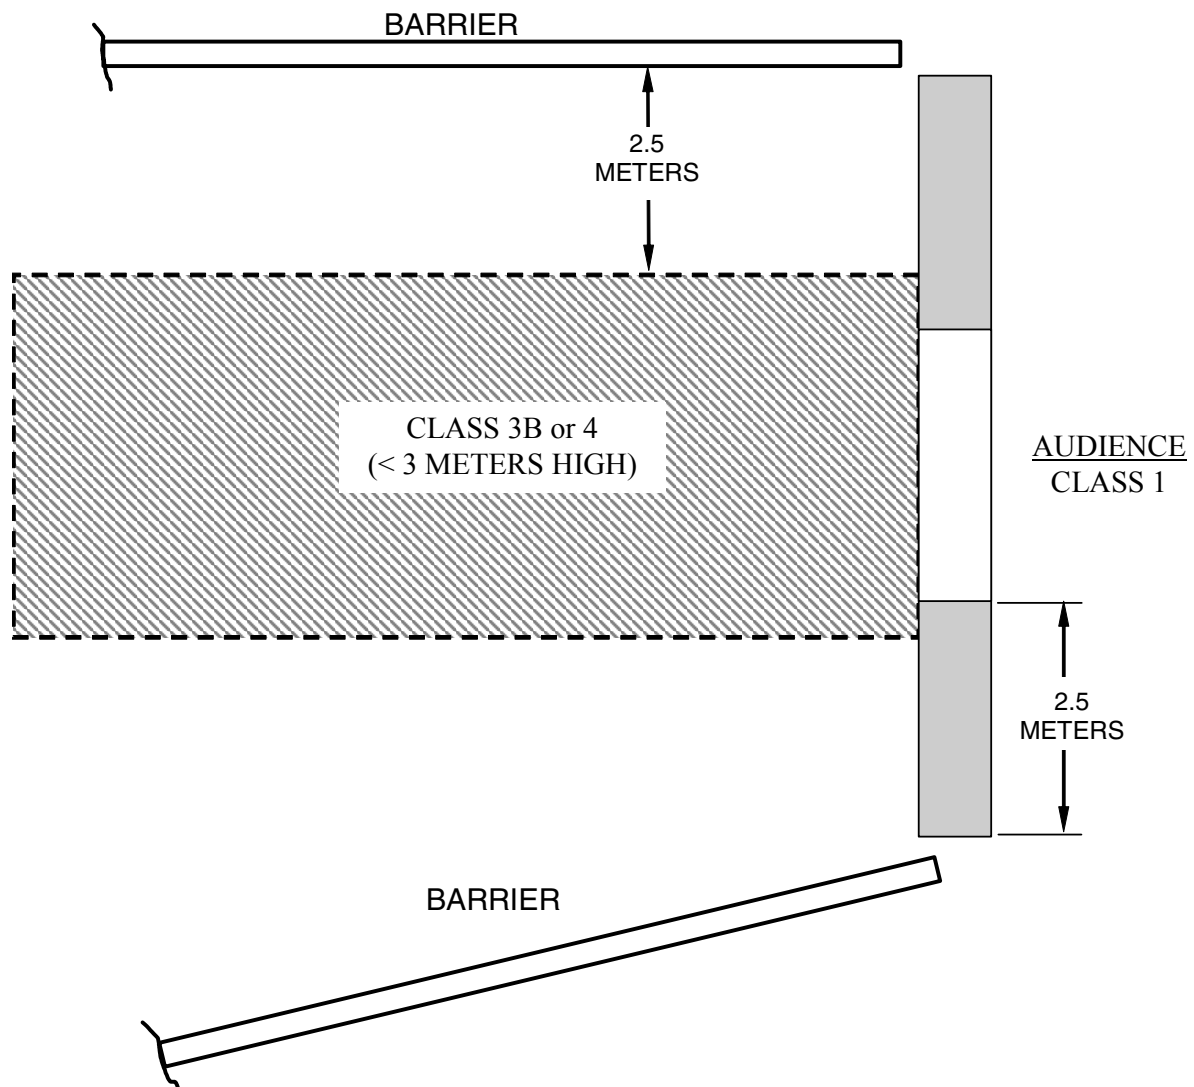 BARRIER
2.5
METERS
CLASS 3B or 4
(< 3 METERS HIGH)
AUDIENCE
CLASS 1
2.5
METERS
BARRIER